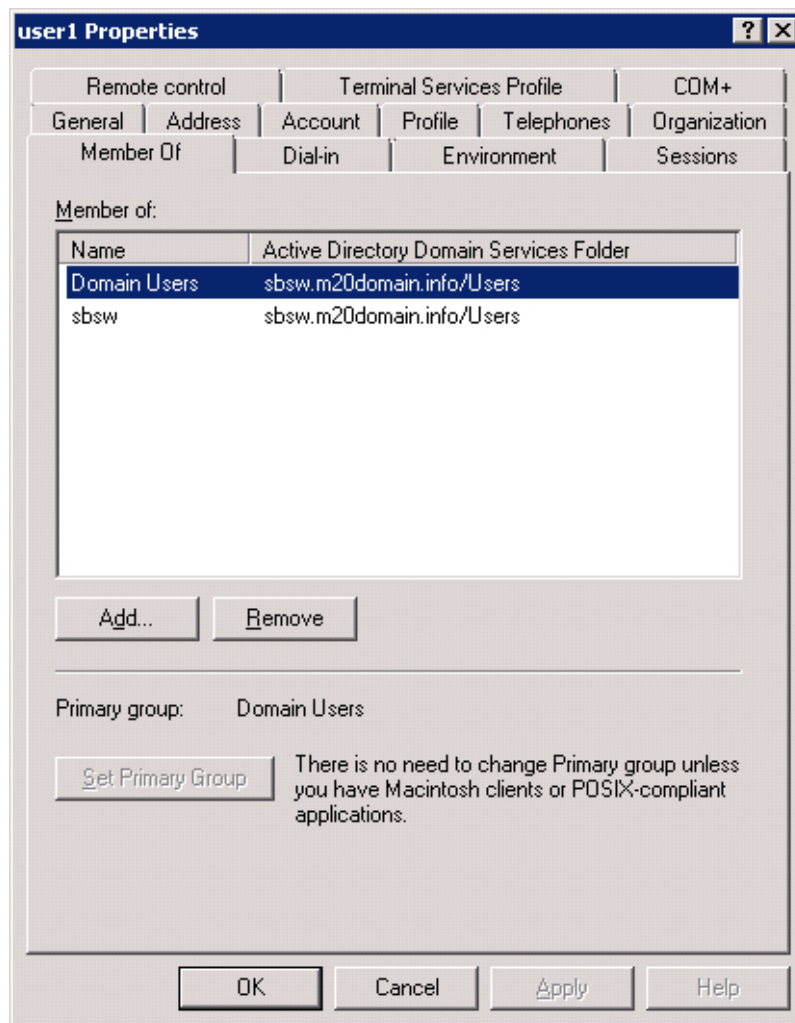 user1 Properties
Remote control Terminal Services Profile COM+
General Address Account Profile Telephones Organization
Member Of Dial-in Environment Sessions
Member of:
Name Active Directory Domain Services Folder
Domain Users sbsw.m20domain.info/Users
sbsw sbsw.m20domain.info/Users
Add... Remove
Primary group: Domain Users
Set Primary Group
There is no need to change Primary group unless
you have Macintosh clients or POSIX-compliant
applications.
OK Cancel Apply Help